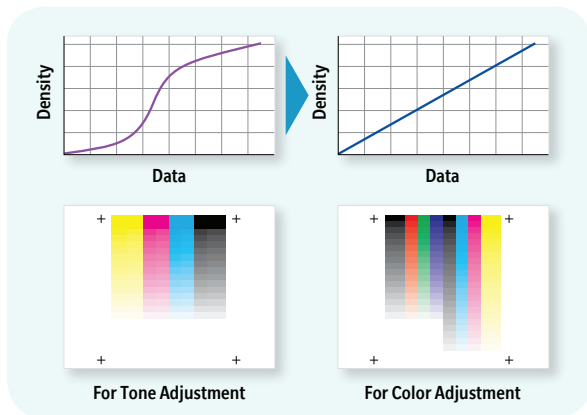 Density
Data
Density
Data
For Tone Adjustment
For Color Adjustment